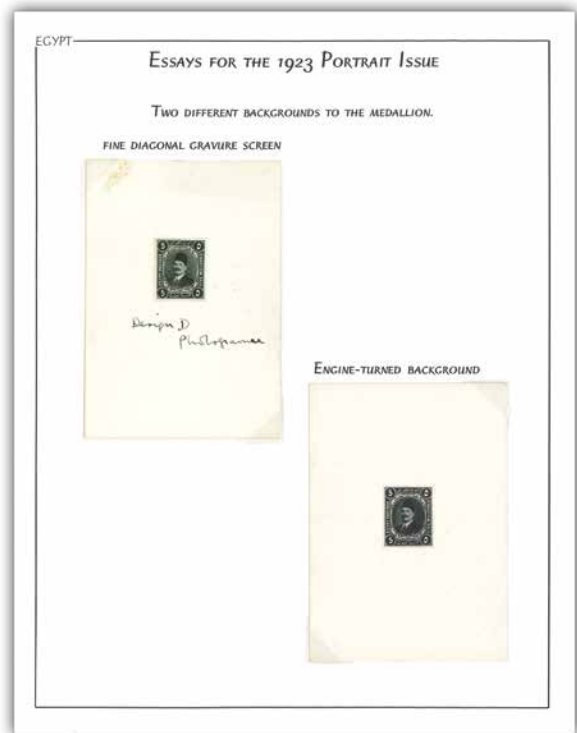 EGYPT
ESSAYS FOR THE 1923 PORTRAIT ISSUE
TWO DIFFERENT BACKGROUNDS TO THE MEDALLION.
FINE DIAGONAL GRAVURE SCREEN
Design D
Photogravure
ENGINE-TURNED BACKGROUND